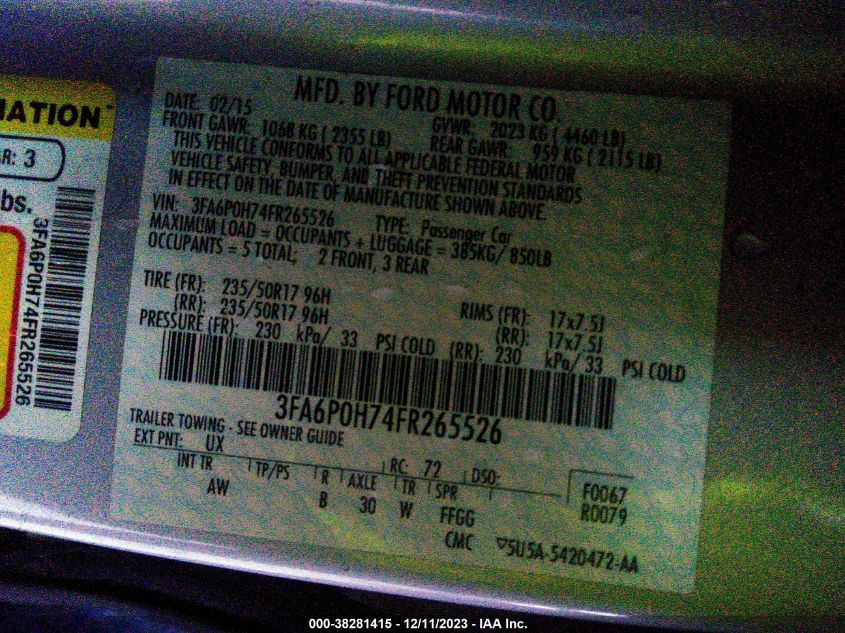 MATION
R: 3
bs.
3FA6P0H74FR265526
MFD. BY FORD MOTOR CO.
DATE: 02/15 GVWR: 2023 KG ( 4460 LB)
FRONT GAWR: 1068 KG ( 2355 LB) REAR GAWR: 959 KG ( 2115 LB)
THIS VEHICLE CONFORMS TO ALL APPLICABLE FEDERAL MOTOR
VEHICLE SAFETY, BUMPER, AND THEFT PREVENTION STANDARDS
IN EFFECT ON THE DATE OF MANUFACTURE SHOWN ABOVE.
VIN: 3FA6P0H74FR265526 TYPE: Passenger Car
MAXIMUM LOAD = OCCUPANTS + LUGGAGE = 385KG/ 850LB
OCCUPANTS = 5 TOTAL; 2 FRONT, 3 REAR
TIRE (FR): 235/50R17 96H RIMS (FR): 17x7.5J
(RR): 235/50R17 96H (RR): 17x7.5J
PRESSURE (FR): 230 kPa/ 33 PSI COLD (RR): 230 kPa/ 33 PSI COLD
3FA6P0H74FR265526
TRAILER TOWING - SEE OWNER GUIDE
EXT PNT: UX RC: 72 DSO:
INT TR TP/PS R AXLE TR SPR F0067
AW B 30 W FFGG R0079
CMC 5U5A-5420472-AA
000-38281415 - 12/11/2023 - IAA Inc.